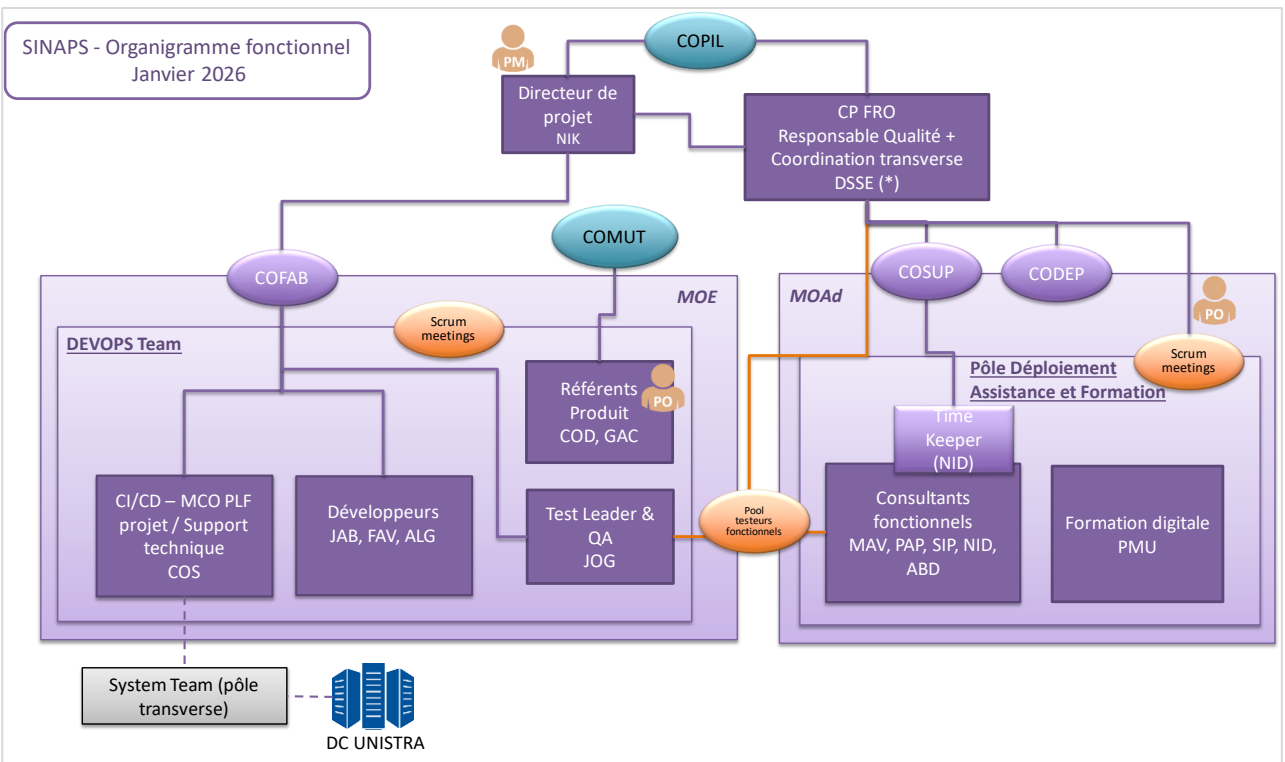 SINAPS - Organigramme fonctionnel
Janvier 2026
PM
COPIL
Directeur de
projet
NIK
CP FRO
Responsable Qualité +
Coordination transverse
DSSE (*)
COMUT
COFAB
COSUP
CODEP
MOE
MOAd
PO
Scrum
meetings
DEVOPS Team
Scrum
meetings
Pôle Déploiement
Assistance et Formation
Référents
Produit
COD, GAC
PO
Time
Keeper
(NID)
CI/CD – MCO PLF
projet / Support
technique
COS
Développeurs
JAB, FAV, ALG
Test Leader &
QA
JOG
Pool
testeurs
fonctionnels
Consultants
fonctionnels
MAV, PAP, SIP, NID,
ABD
Formation digitale
PMU
System Team (pôle
transverse)
DC UNISTRA